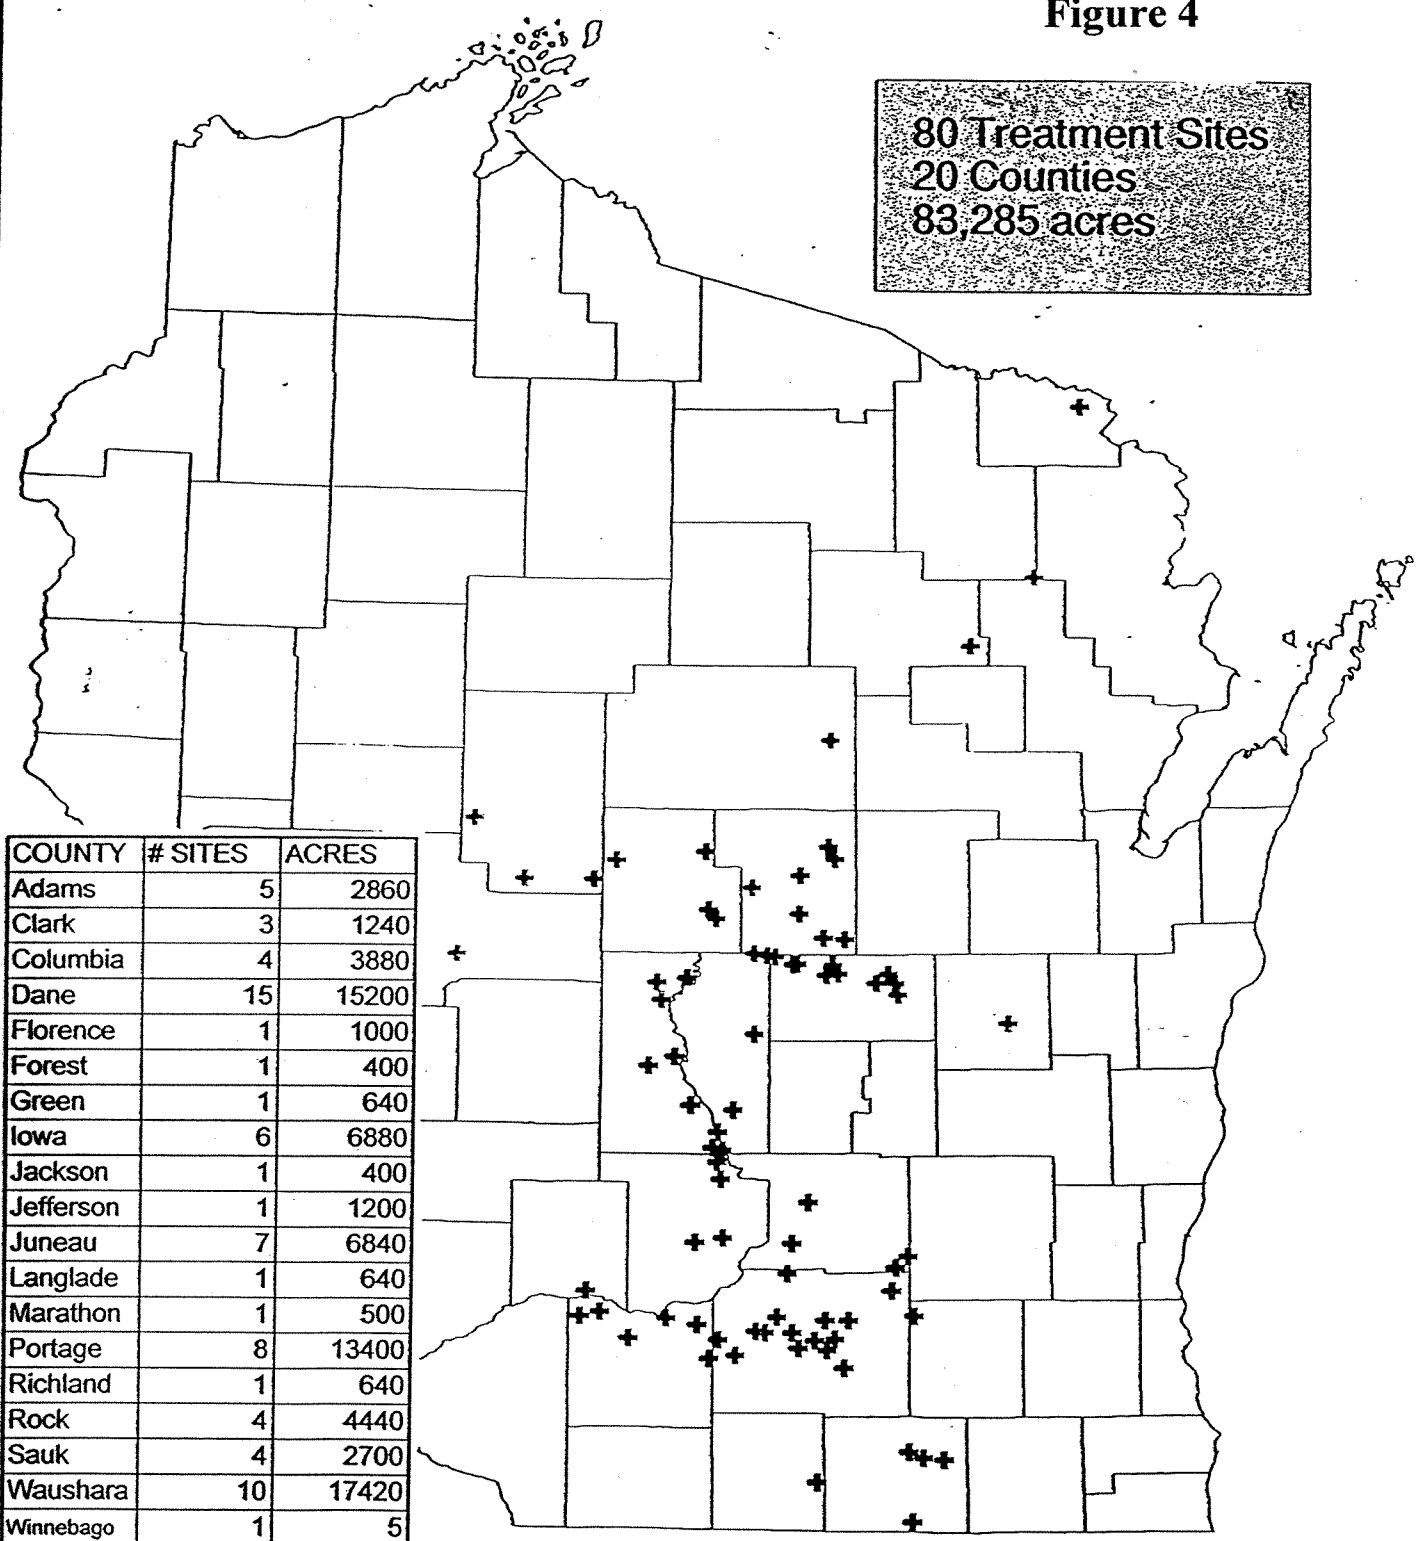 Figure 4
80 Treatment Sites
20 Counties
83,285 acres
COUNTY # SITES ACRES
Adams 5 2860
Clark 3 1240
Columbia 4 3880
Dane 15 15200
Florence 1 1000
Forest 1 400
Green 1 640
Iowa 6 6880
Jackson 1 400
Jefferson 1 1200
Juneau 7 6840
Langlade 1 640
Marathon 1 500
Portage 8 13400
Richland 1 640
Rock 4 4440
Sauk 4 2700
Waushara 10 17420
Winnebago 1 5